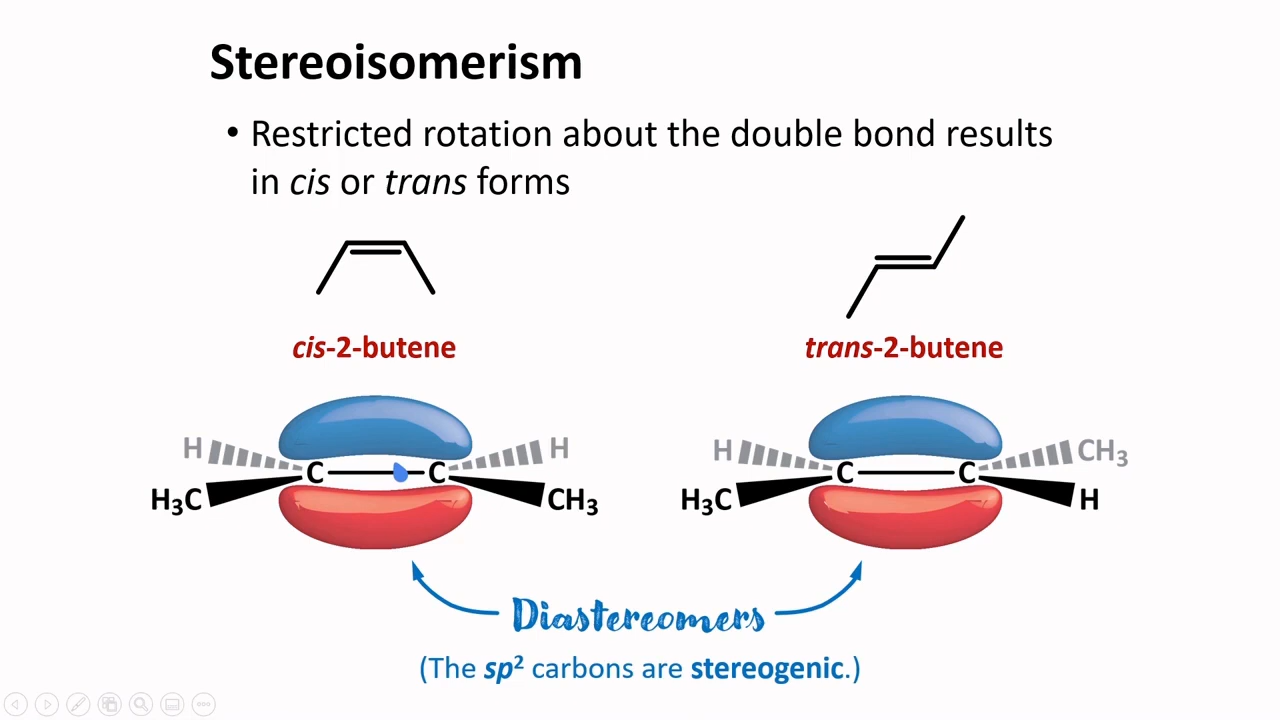 Stereoisomerism
• Restricted rotation about the double bond results
in cis or trans forms
cis-2-butene
trans-2-butene
H C C H
H₃C CH₃
H C C CH₃
H₃C H
Diastereomers
(The sp² carbons are stereogenic.)